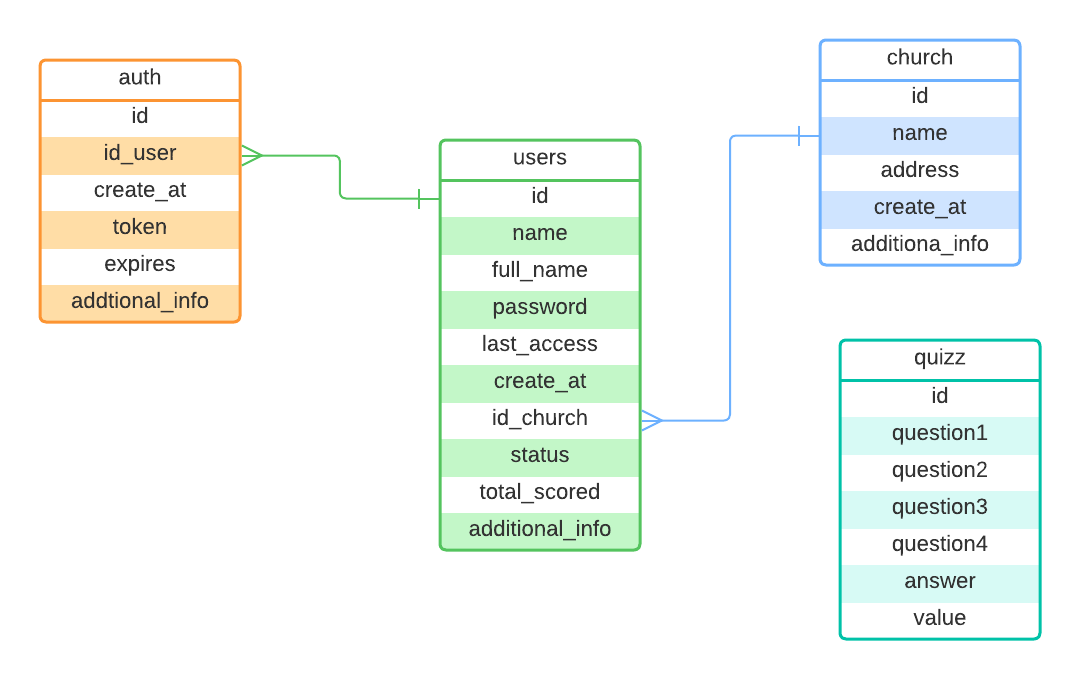 auth
id
id_user
create_at
token
expires
addtional_info
users
id
name
full_name
password
last_access
create_at
id_church
status
total_scored
additional_info
church
id
name
address
create_at
additiona_info
quizz
id
question1
question2
question3
question4
answer
value